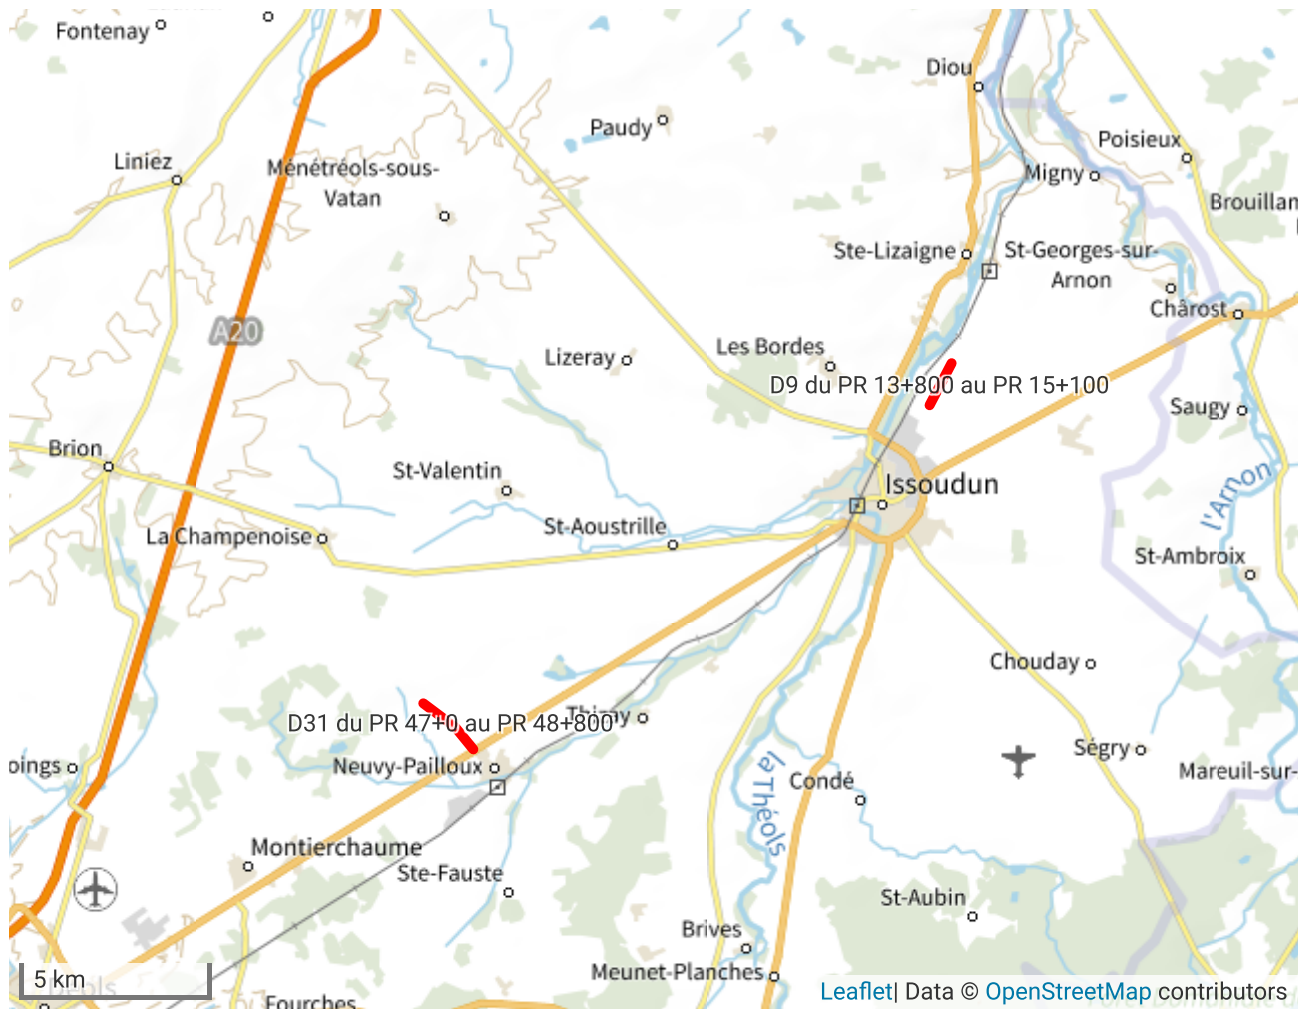 Fontenay
Diou
Paudy
Poisieux
Liniez
Ménétréols-sous-
Vatan
Migny
Brouillan
Ste-Lizaigne
St-Georges-sur-
Arnon
Chârost
A20
Les Bordes
Lizeray
D9 du PR 13+800 au PR 15+100
Saugy
Brion
St-Valentin
Issoudun
l'Arnon
La Champenoise
St-Aoustrille
St-Ambroix
Chouday
D31 du PR 47+0 au PR 48+800
Ségry
oings
Neuvy-Pailloux
la Théols
Condé
Mareuil-sur-
Montierchaume
Ste-Fauste
St-Aubin
Brives
Meunet-Planches
5 km
Déols
Fourches
Leaflet| Data © OpenStreetMap contributors